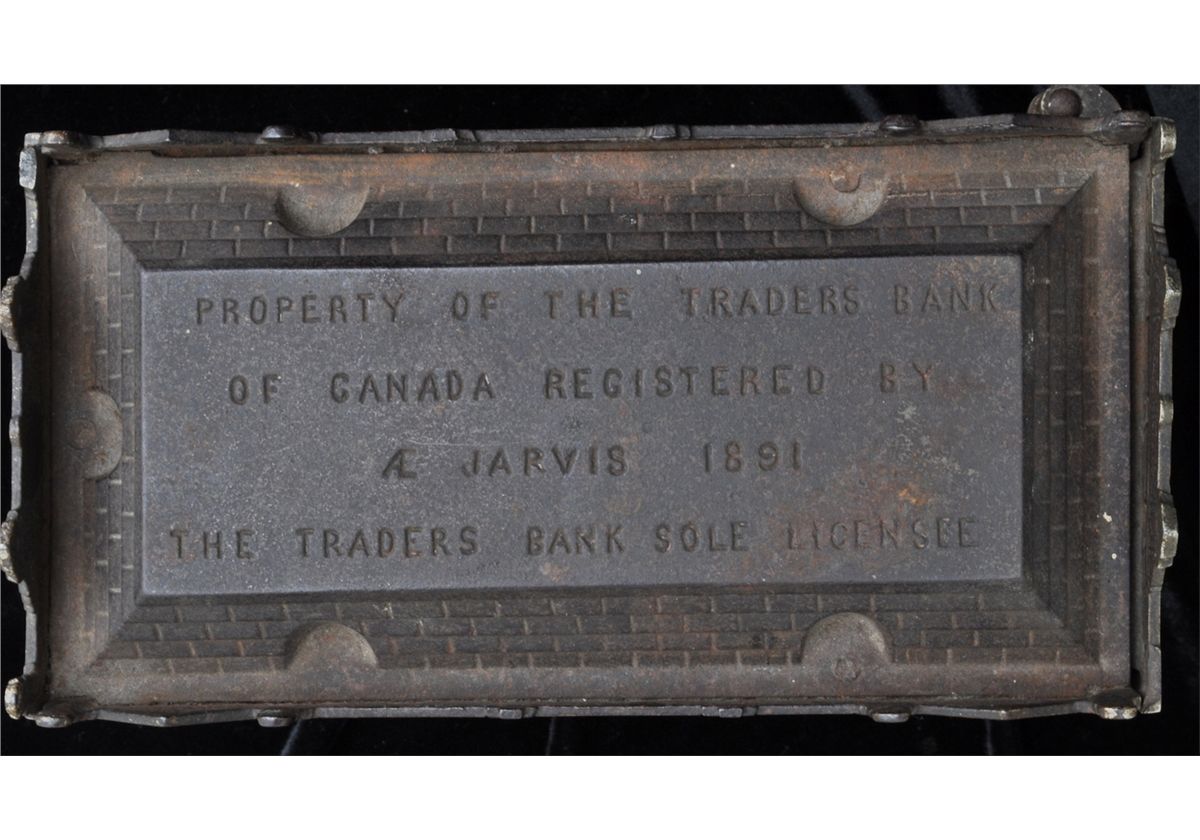 PROPERTY OF THE TRADERS BANK
OF CANADA REGISTERED BY
Æ JARVIS 1891
THE TRADERS BANK SOLE LICENSEE